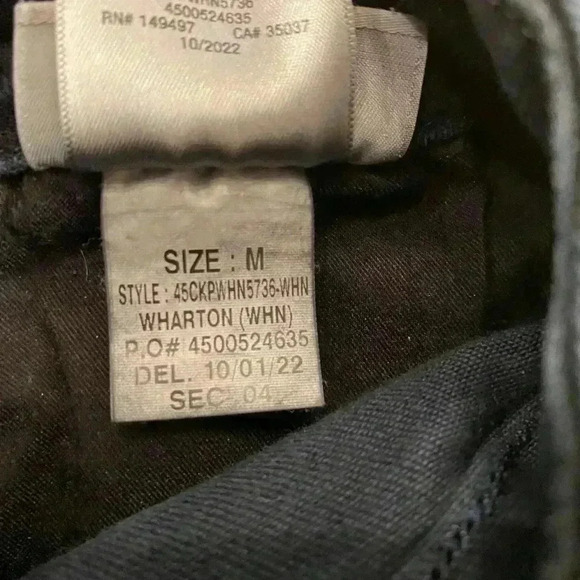 4500524635
RN# 149497 CA# 35037
10/2022
SIZE : M
STYLE : 45CKPWHN5736-WHN
WHARTON (WHN)
P.O# 4500524635
DEL. 10/01/22
SEC 04